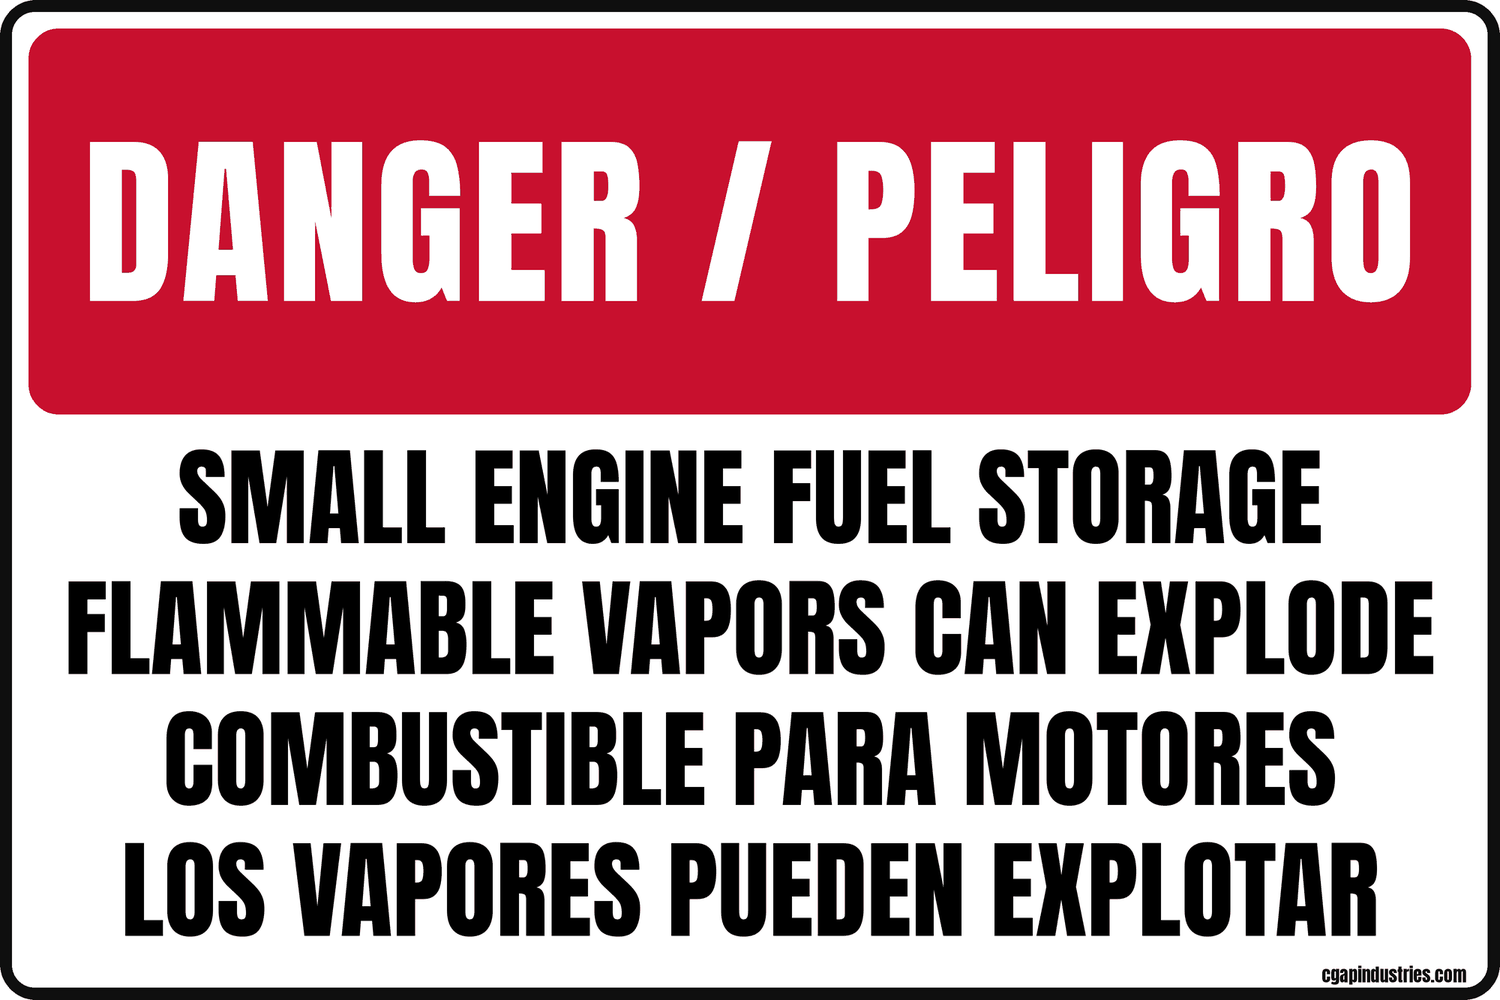 DANGER / PELIGRO
SMALL ENGINE FUEL STORAGE
FLAMMABLE VAPORS CAN EXPLODE
COMBUSTIBLE PARA MOTORES
LOS VAPORES PUEDEN EXPLOTAR
cgapindustries.com